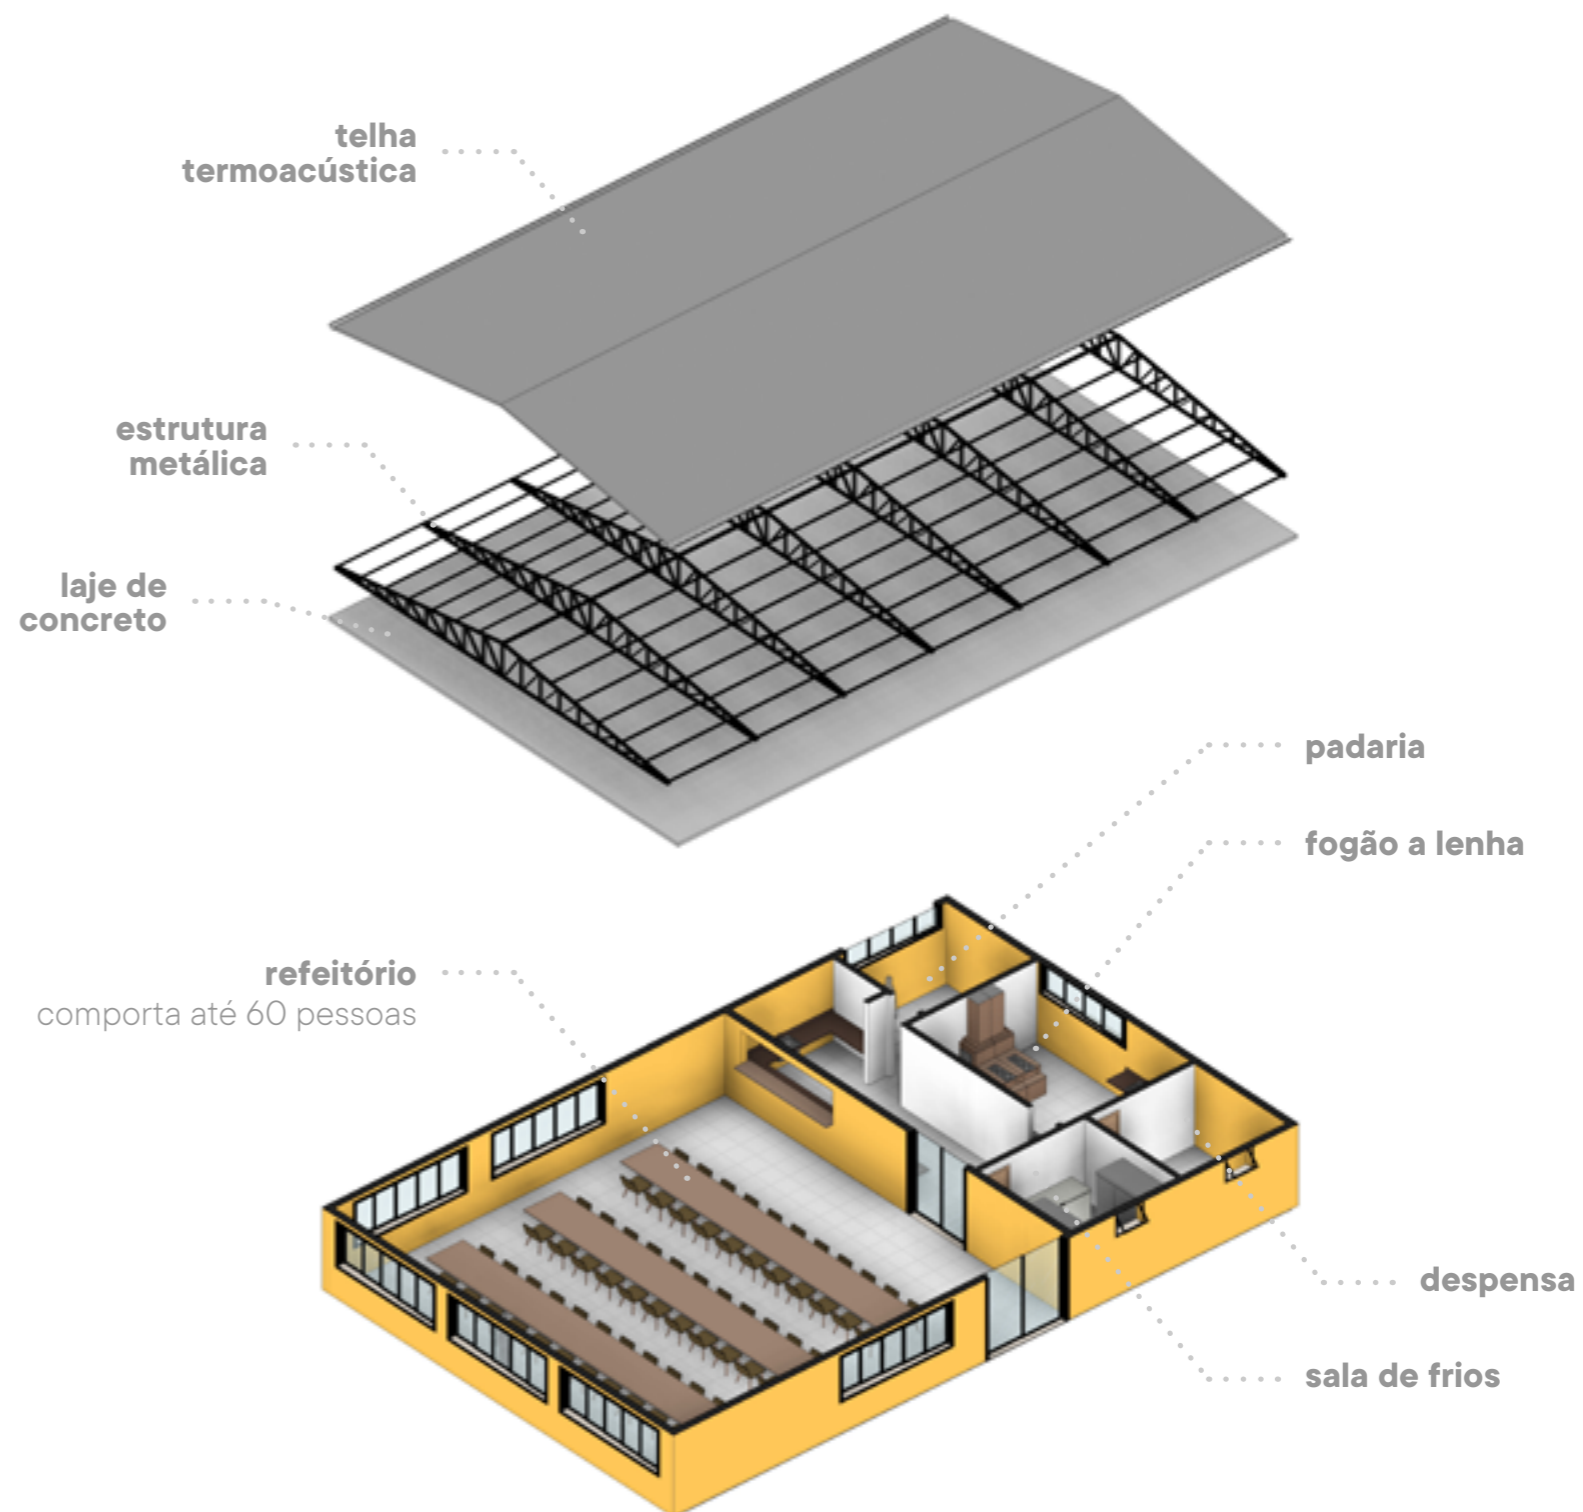 telha
termoacústica
estrutura
metálica
laje de
concreto
padaria
fogão a lenha
refeitório
comporta até 60 pessoas
despensa
sala de frios